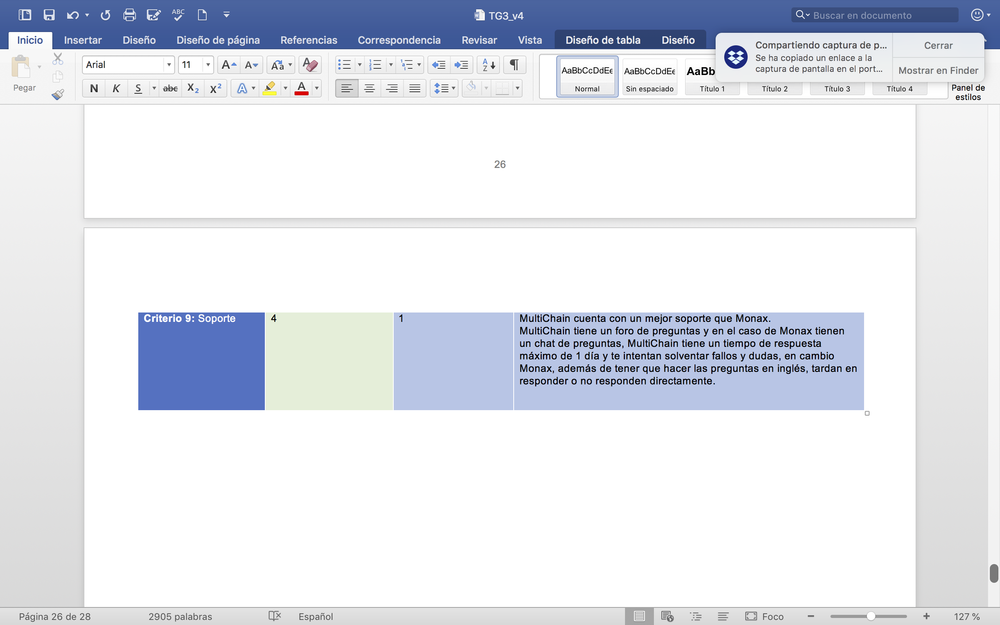 TG3_v4
Buscar en documento
Inicio Insertar Diseño Diseño de página Referencias Correspondencia Revisar Vista Diseño de tabla Diseño
Compartiendo captura de p...
Se ha copiado un enlace a la
captura de pantalla en el port...
Cerrar
Mostrar en Finder
Pegar
Arial 11
N K S abc X2 X2
AaBbCcDdEe AaBbCcDdEe AaBb
Normal Sin espaciado Título 1 Título 2 Título 3 Título 4
Panel de
estilos
26
Criterio 9: Soporte
4
1
MultiChain cuenta con un mejor soporte que Monax.
MultiChain tiene un foro de preguntas y en el caso de Monax tienen
un chat de preguntas, MultiChain tiene un tiempo de respuesta
máximo de 1 día y te intentan solventar fallos y dudas, en cambio
Monax, además de tener que hacer las preguntas en inglés, tardan en
responder o no responden directamente.
Página 26 de 28 2905 palabras Español Foco 127 %